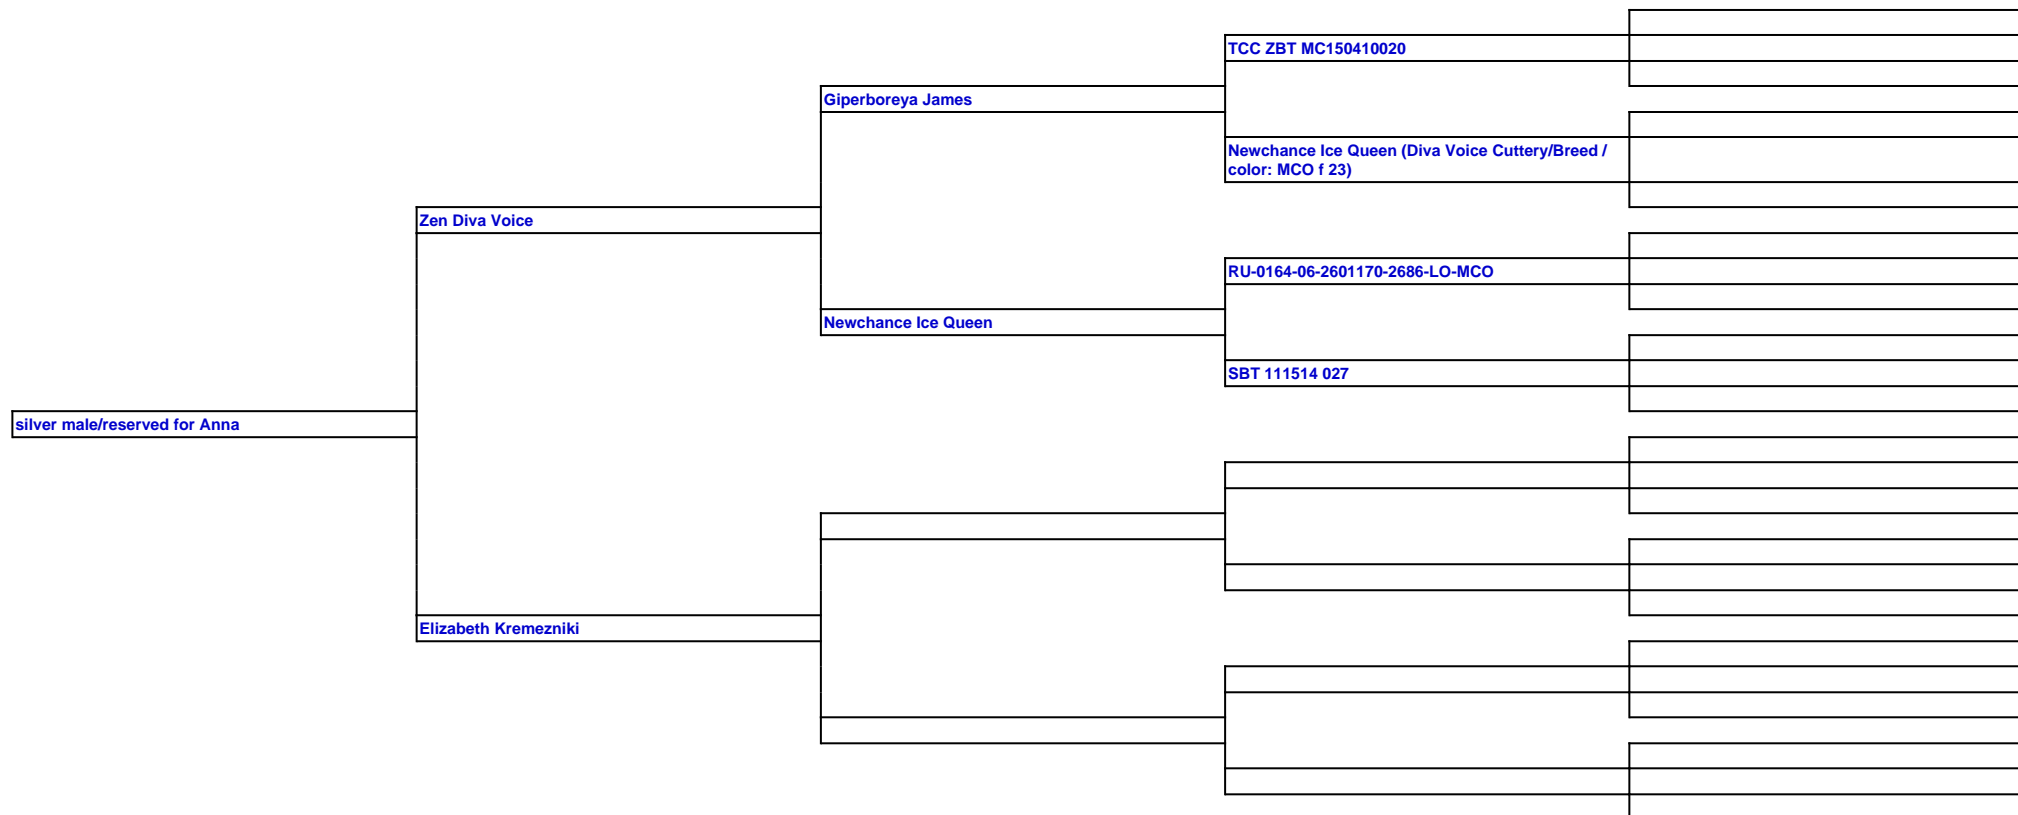 TCC ZBT MC150410020
Giperboreya James
Newchance Ice Queen (Diva Voice Cuttery/Breed /
color: MCO f 23)
Zen Diva Voice
RU-0164-06-2601170-2686-LO-MCO
Newchance Ice Queen
SBT 111514 027
silver male/reserved for Anna
Elizabeth Kremezniki